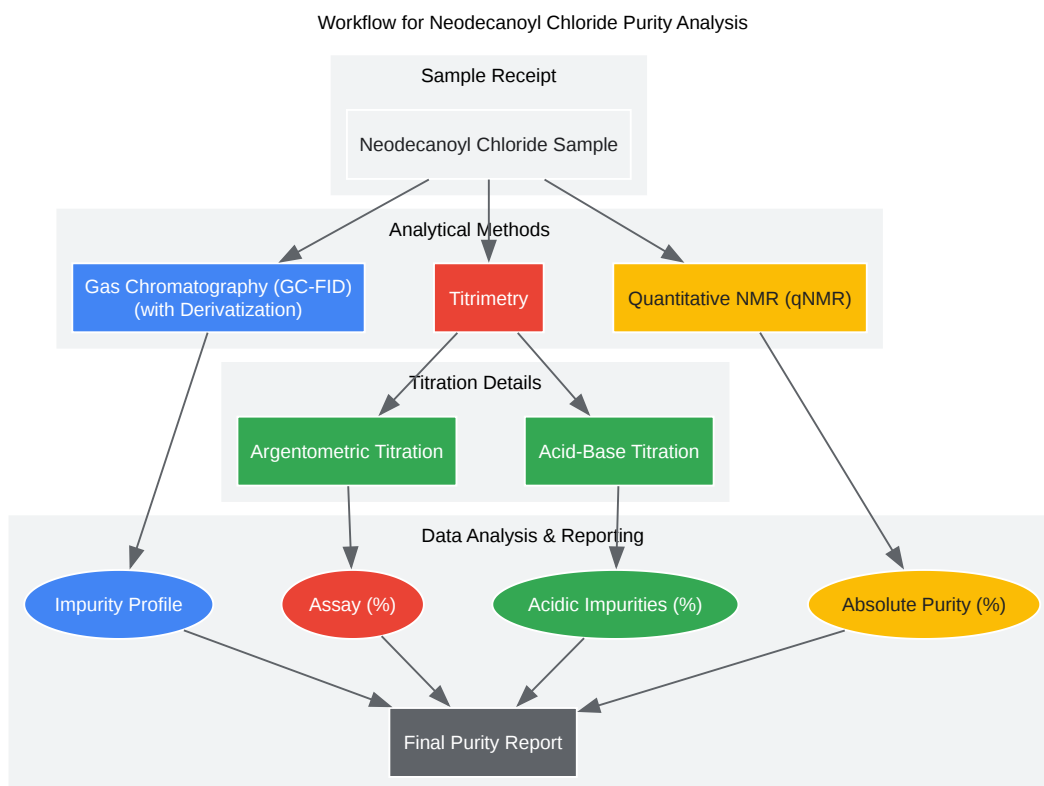 Workflow for Neodecanoyl Chloride Purity Analysis
Sample Receipt
Neodecanoyl Chloride Sample
Analytical Methods
Gas Chromatography (GC-FID)
(with Derivatization)
Titrimetry
Quantitative NMR (qNMR)
Titration Details
Argentometric Titration
Acid-Base Titration
Data Analysis & Reporting
Impurity Profile
Assay (%)
Acidic Impurities (%)
Absolute Purity (%)
Final Purity Report